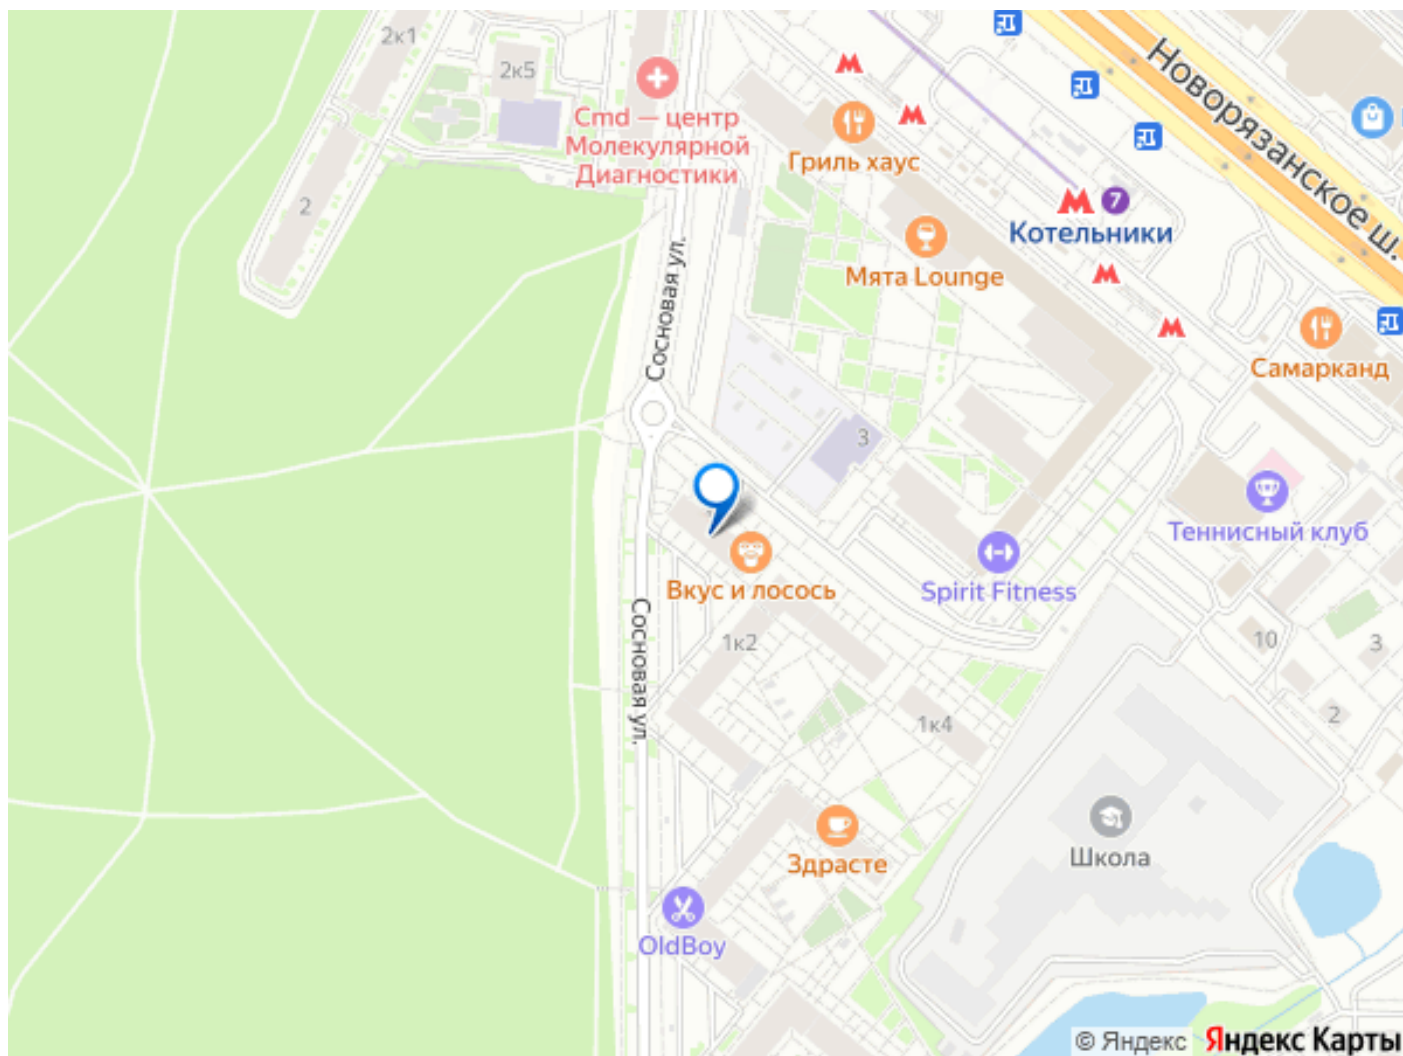 2к1
2к5
Cmd — центр
Молекулярной
Диагностики
Гриль хаус
Новорязанское ш.
7
Котельники
2
Мята Lounge
Сосновая ул.
Самарканд
3
Теннисный клуб
Вкус и лосось
Spirit Fitness
Сосновая ул.
1к2
10
3
2
1к4
Здрасте
Школа
OldBoy
© Яндекс Яндекс Карты